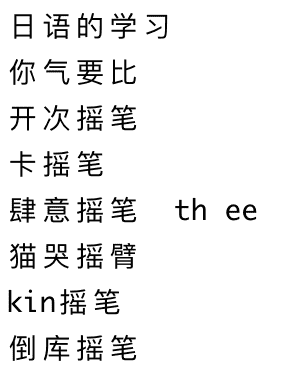 日语的学习
你气要比
开次摇笔
卡摇笔
肆意摇笔 th ee
猫哭摇臂
kin摇笔
倒库摇笔